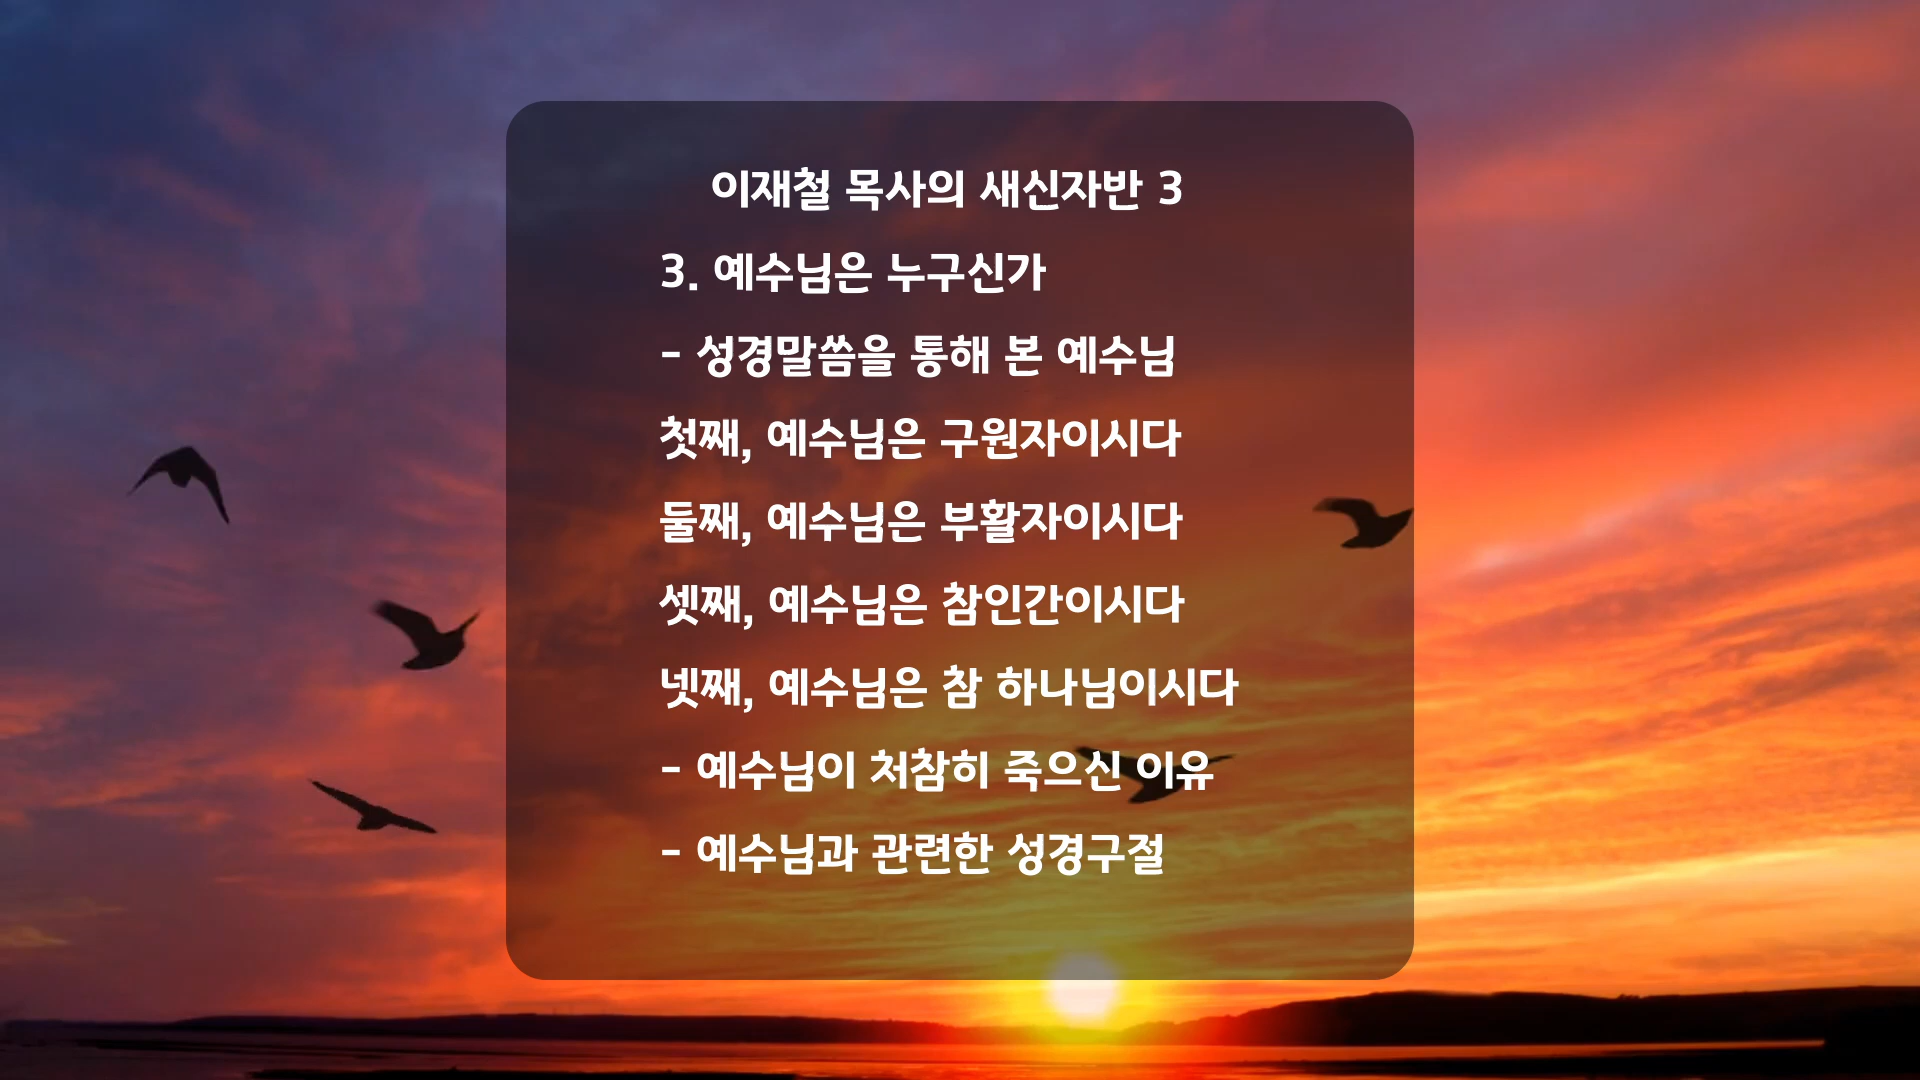 이재철 목사의 새신자반 3
3. 예수님은 누구신가
- 성경말씀을 통해 본 예수님
첫째, 예수님은 구원자이시다
둘째, 예수님은 부활자이시다
셋째, 예수님은 참인간이시다
넷째, 예수님은 참 하나님이시다
- 예수님이 처참히 죽으신 이유
- 예수님과 관련한 성경구절